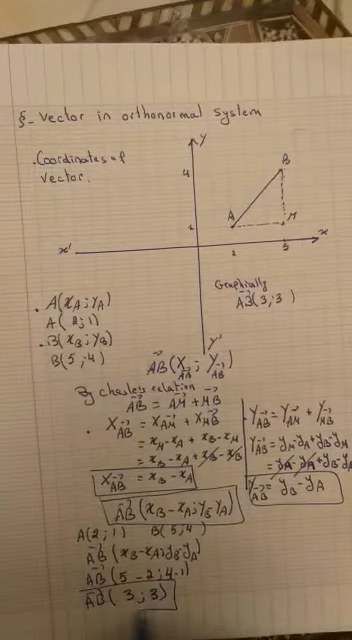 §- Vector in orthonormal system
. Coordinates of
vector.
y
4
B
A
M
1
x'
2
5
x
Graphically
AB(3;3)
. A(xA; yA)
A( 2;1)
. B(xB; yB)
B(5;4)
y'
AB(XAB; YAB)
By chasles relation
AB = AM + MB
. XAB = XAM + XMB
= xM - xA + xB - xM
XAB = xB - xA
YAB = YAM + YMB
YAB = yM - yA + yB - yM
YAB = yB - yA
AB(xB - xA; yB - yA)
A(2;1) B(5;4)
AB(xB - xA; yB - yA)
AB(5-2; 4-1)
AB( 3;3)